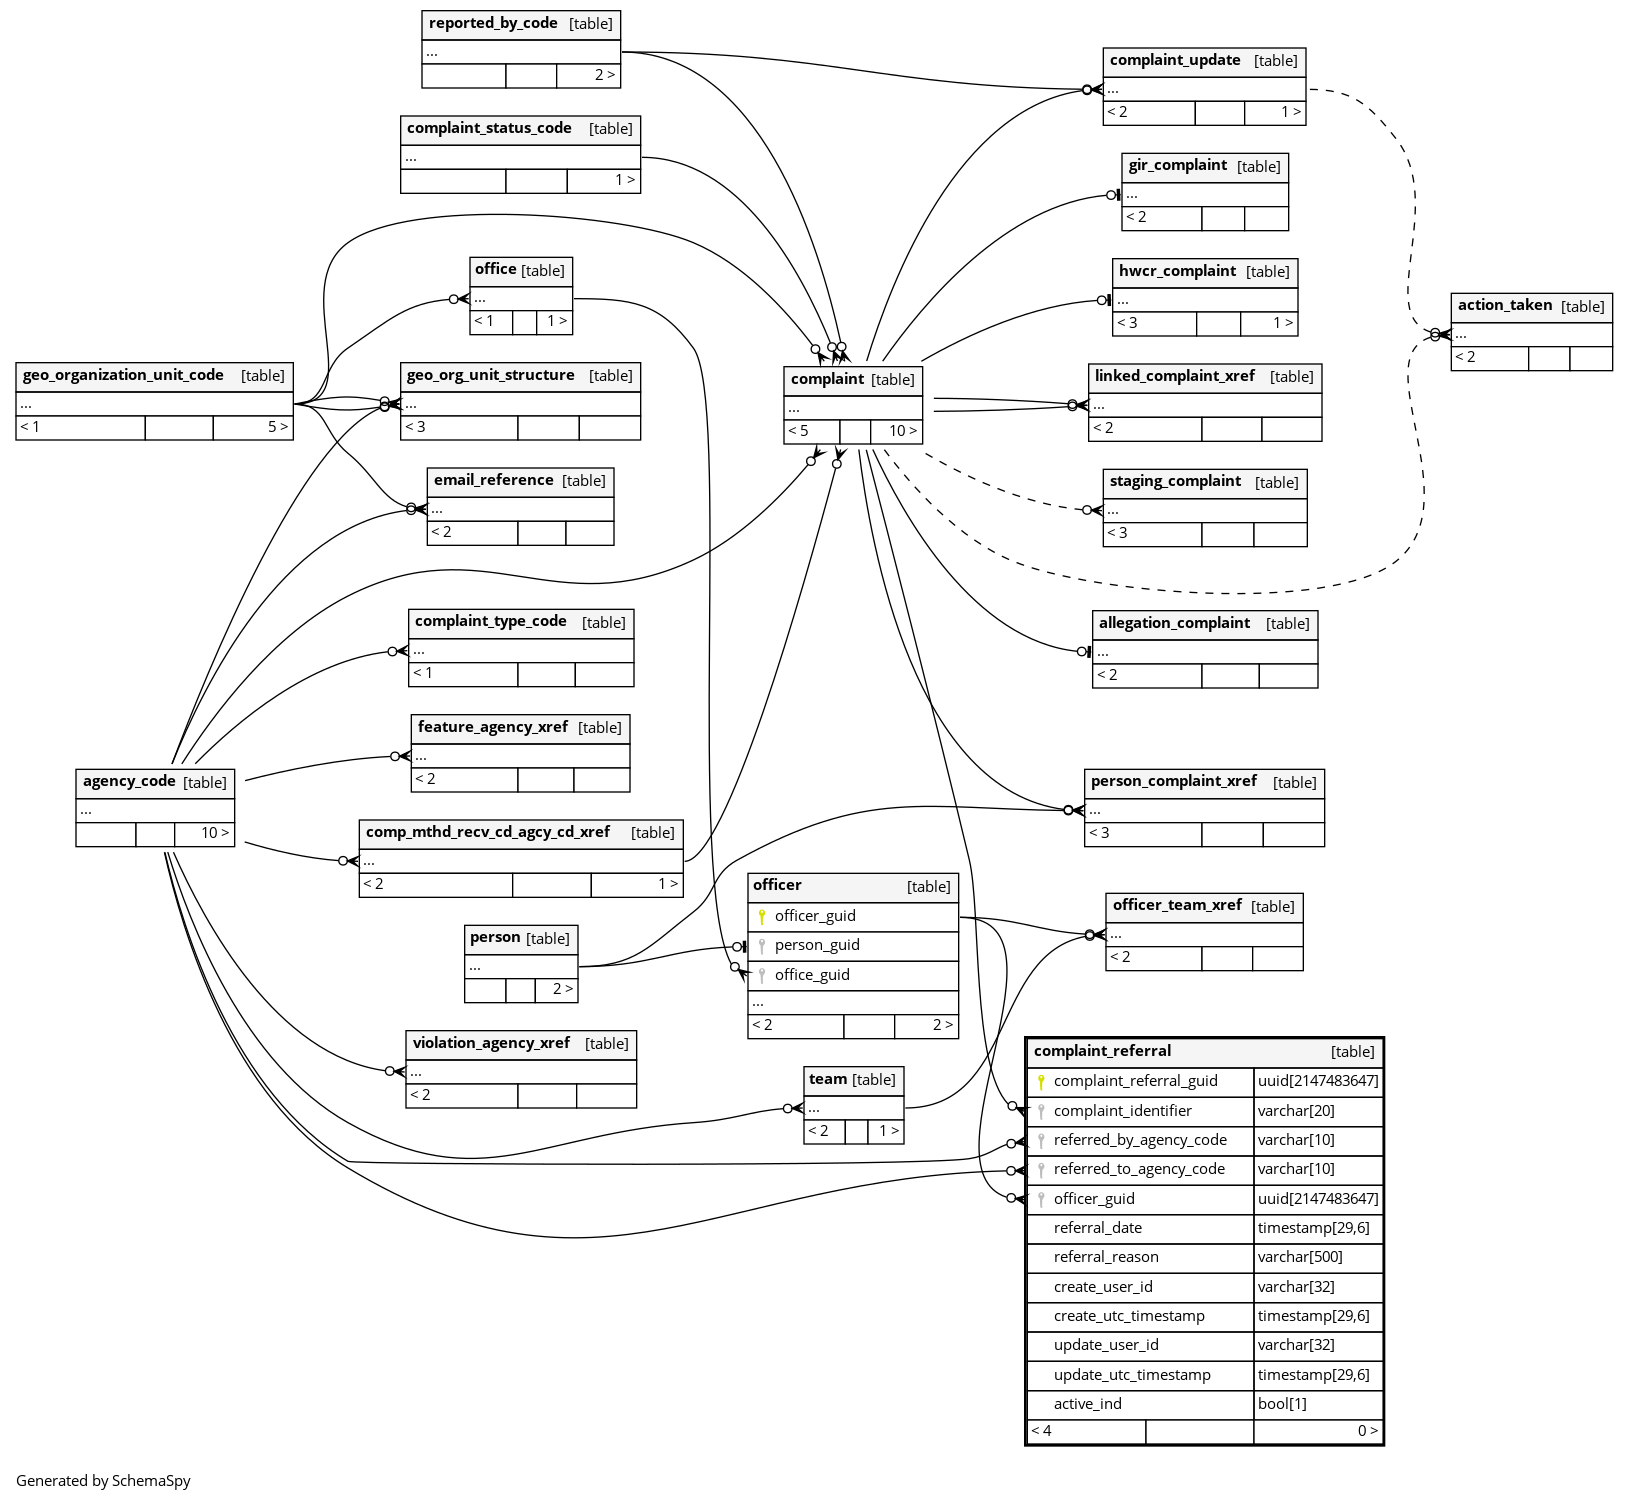 reported_by_code [table]
...
2 >
complaint_status_code [table]
...
1 >
office [table]
...
< 1 1 >
geo_organization_unit_code [table]
...
< 1 5 >
geo_org_unit_structure [table]
...
< 3
email_reference [table]
...
< 2
complaint_type_code [table]
...
< 1
feature_agency_xref [table]
...
< 2
agency_code [table]
...
10 >
comp_mthd_recv_cd_agcy_cd_xref [table]
...
< 2 1 >
person [table]
...
2 >
violation_agency_xref [table]
...
< 2
complaint [table]
...
< 5 10 >
officer [table]
officer_guid
person_guid
office_guid
...
< 2 2 >
team [table]
...
< 2 1 >
complaint_update [table]
...
< 2 1 >
gir_complaint [table]
...
< 2
hwcr_complaint [table]
...
< 3 1 >
linked_complaint_xref [table]
...
< 2
staging_complaint [table]
...
< 3
allegation_complaint [table]
...
< 2
person_complaint_xref [table]
...
< 3
officer_team_xref [table]
...
< 2
action_taken [table]
...
< 2
complaint_referral [table]
complaint_referral_guid uuid[2147483647]
complaint_identifier varchar[20]
referred_by_agency_code varchar[10]
referred_to_agency_code varchar[10]
officer_guid uuid[2147483647]
referral_date timestamp[29,6]
referral_reason varchar[500]
create_user_id varchar[32]
create_utc_timestamp timestamp[29,6]
update_user_id varchar[32]
update_utc_timestamp timestamp[29,6]
active_ind bool[1]
< 4 0 >
Generated by SchemaSpy